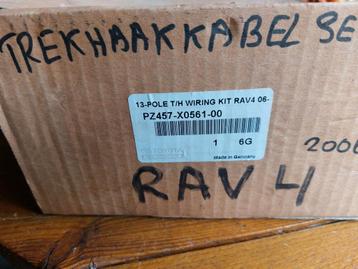 TREKHAAKKABEL SE
13-POLE T/H WIRING KIT RAV4 06-
PZ457-X0561-00
1 6G
Made in Germany
2006
RAV 4